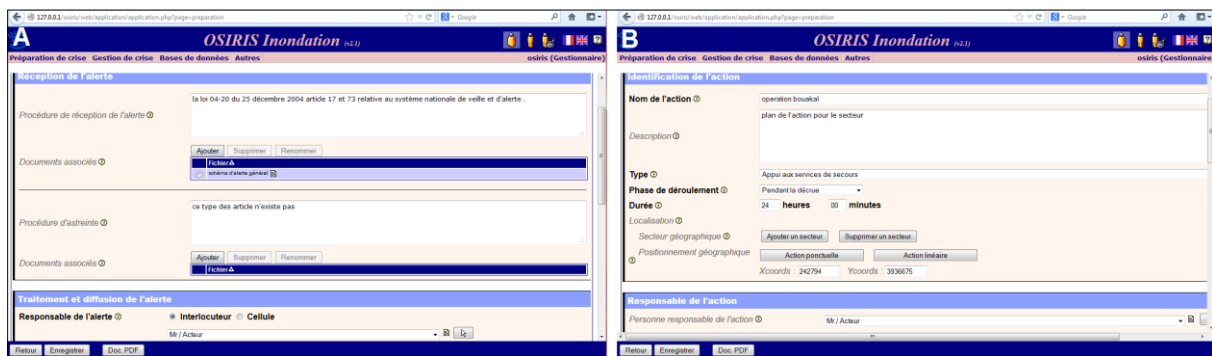 127.0.0.1/osiris/web/application/application.php?page=preparation
Google
A
OSIRIS Inondation (v2.1)
Préparation de crise Gestion de crise Bases de données Autres
osiris (Gestionnaire)
Réception de l'alerte
Procédure de réception de l'alerte
la loi 04-20 du 25 décembre 2004 article 17 et 73 relative au système nationale de veille et d'alerte .
Documents associés
Ajouter Supprimer Renommer
Fichier
schéma d'alerte général
Procédure d'astreinte
ce type des article n'existe pas
Documents associés
Ajouter Supprimer Renommer
Fichier
Traitement et diffusion de l'alerte
Responsable de l'alerte Interlocuteur Cellule
Mr / Acteur
Retour Enregistrer Doc. PDF
127.0.0.1/osiris/web/application/application.php?page=preparation
Google
B
OSIRIS Inondation (v2.1)
Préparation de crise Gestion de crise Bases de données Autres
osiris (Gestionnaire
Identification de l'action
Nom de l'action operation bouakal
Description
plan de l'action pour le secteur
Type Appui aux services de secours
Phase de déroulement Pendant la décrue
Durée 24 heures 00 minutes
Localisation
Secteur géographique Ajouter un secteur Supprimer un secteur
Positionnement géographique Action ponctuelle Action linéaire
Xcoords : 242794 Ycoords : 3936675
Responsable de l'action
Personne responsable de l'action Mr / Acteur
Retour Enregistrer Doc. PDF